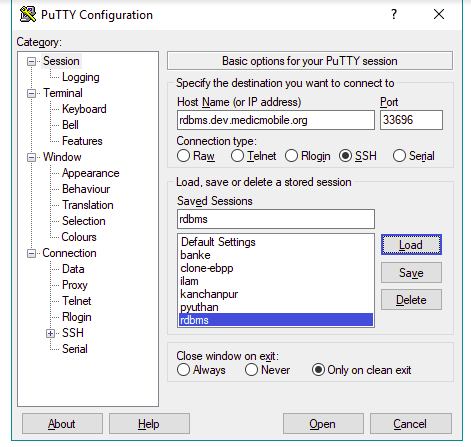 PuTTY Configuration
?
Category:
Session
Logging
Terminal
Keyboard
Bell
Features
Window
Appearance
Behaviour
Translation
Selection
Colours
Connection
Data
Proxy
Telnet
Rlogin
SSH
Serial
Basic options for your PuTTY session
Specify the destination you want to connect to
Host Name (or IP address) Port
rdbms.dev.medicmobile.org 33696
Connection type:
Raw Telnet Rlogin SSH Serial
Load, save or delete a stored session
Saved Sessions
rdbms
Default Settings
banke
clone-ebpp
ilam
kanchanpur
pyuthan
rdbms
Load
Save
Delete
Close window on exit:
Always Never Only on clean exit
About Help Open Cancel